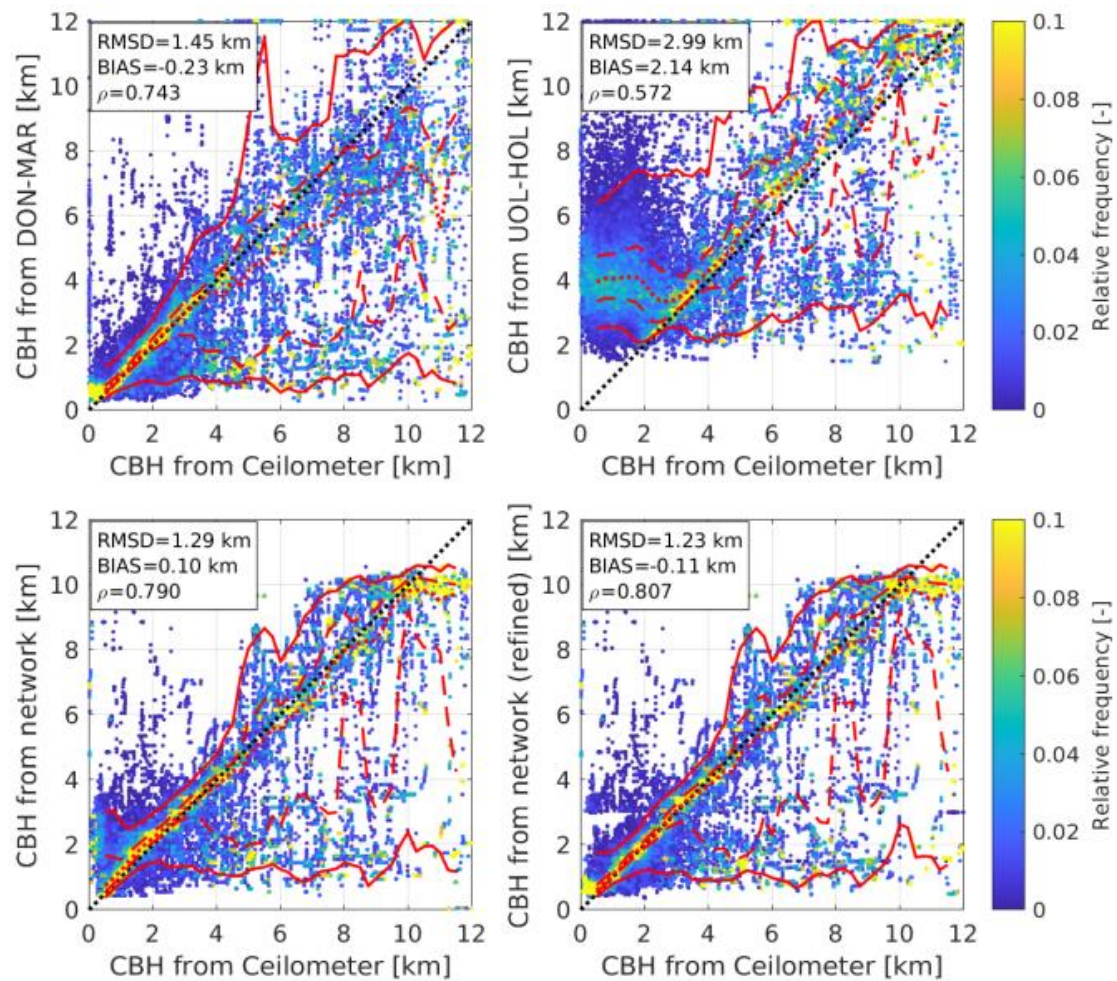 CBH from DON-MAR [km]
12
10
8
6
4
2
0
RMSD=1.45 km
BIAS=-0.23 km
ρ=0.743
0 2 4 6 8 10 12
CBH from Ceilometer [km]
CBH from UOL-HOL [km]
12
10
8
6
4
2
0
RMSD=2.99 km
BIAS=2.14 km
ρ=0.572
0 2 4 6 8 10 12
CBH from Ceilometer [km]
0.1
0.08
0.06
0.04
0.02
0
Relative frequency [-]
CBH from network [km]
12
10
8
6
4
2
0
RMSD=1.29 km
BIAS=0.10 km
ρ=0.790
0 2 4 6 8 10 12
CBH from Ceilometer [km]
CBH from network (refined) [km]
12
10
8
6
4
2
0
RMSD=1.23 km
BIAS=-0.11 km
ρ=0.807
0 2 4 6 8 10 12
CBH from Ceilometer [km]
0.1
0.08
0.06
0.04
0.02
0
Relative frequency [-]